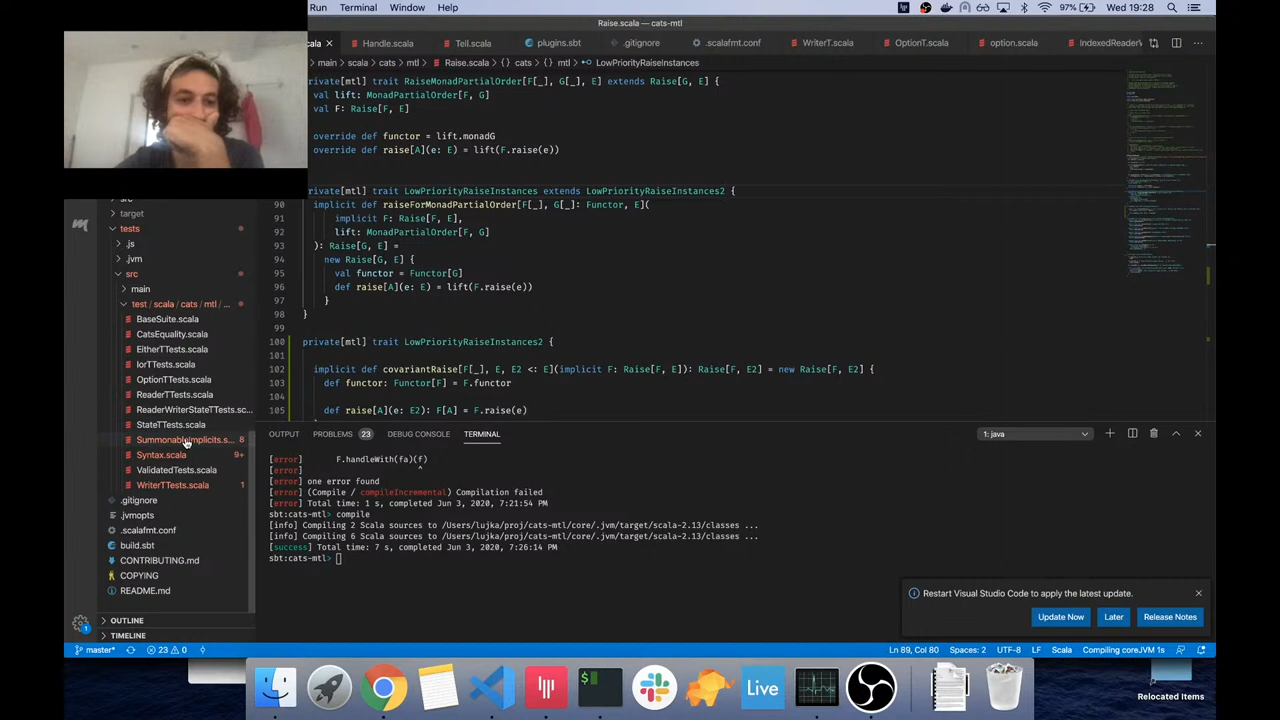 Run Terminal Window Help
97% Wed 19:28
Raise.scala — cats-mtl
cala Handle.scala Tell.scala plugins.sbt .gitignore .scalafmt.conf WriterT.scala OptionT.scala option.scala IndexedReaderW
main scala cats mtl Raise.scala cats mtl LowPriorityRaiseInstances
private[mtl] trait RaiseMonadPartialOrder[F[_], G[_], E] extends Raise[G, E] {
val lift: MonadPartialOrder[F, G]
val F: Raise[F, E]
override def functor = lift.monadG
override def raise[A](e: E) = lift(F.raise(e))
private[mtl] trait LowPriorityRaiseInstances extends LowPriorityRaiseInstances2 {
90 implicit def raiseForMonadPartialOrder[F[_], G[_]: Functor, E](
91 implicit F: Raise[F, E],
92 lift: MonadPartialOrder[F, G]
93 ): Raise[G, E] =
94 new Raise[G, E] {
95 val functor = Functor[G]
96 def raise[A](e: E) = lift(F.raise(e))
97 }
98 }
99
100 private[mtl] trait LowPriorityRaiseInstances2 {
101
102 implicit def covariantRaise[F[_], E, E2 <: E](implicit F: Raise[F, E]): Raise[F, E2] = new Raise[F, E2] {
103 def functor: Functor[F] = F.functor
104
105 def raise[A](e: E2): F[A] = F.raise(e)
src
target
tests
.js
.jvm
src
main
test / scala / cats / mtl / ...
BaseSuite.scala
CatsEquality.scala
EitherTTests.scala
IorTTests.scala
OptionTTests.scala
ReaderTTests.scala
ReaderWriterStateTTests.sc...
StateTTests.scala
SummonableImplicits.s... 8
Syntax.scala 9+
ValidatedTests.scala
WriterTTests.scala 1
.gitignore
.jvmopts
.scalafmt.conf
build.sbt
CONTRIBUTING.md
COPYING
README.md
OUTLINE
TIMELINE
OUTPUT PROBLEMS 23 DEBUG CONSOLE TERMINAL 1: java
[error] F.handleWith(fa)(f)
[error] ^
[error] one error found
[error] (Compile / compileIncremental) Compilation failed
[error] Total time: 1 s, completed Jun 3, 2020, 7:21:54 PM
sbt:cats-mtl> compile
[info] Compiling 2 Scala sources to /Users/lujka/proj/cats-mtl/core/.jvm/target/scala-2.13/classes ...
[info] Compiling 6 Scala sources to /Users/lujka/proj/cats-mtl/core/.jvm/target/scala-2.13/classes ...
[success] Total time: 7 s, completed Jun 3, 2020, 7:26:14 PM
sbt:cats-mtl>
Restart Visual Studio Code to apply the latest update.
Update Now Later Release Notes
1
master* 23 0 Ln 89, Col 80 Spaces: 2 UTF-8 LF Scala Compiling coreJVM 1s
$
Live
Relocated Items